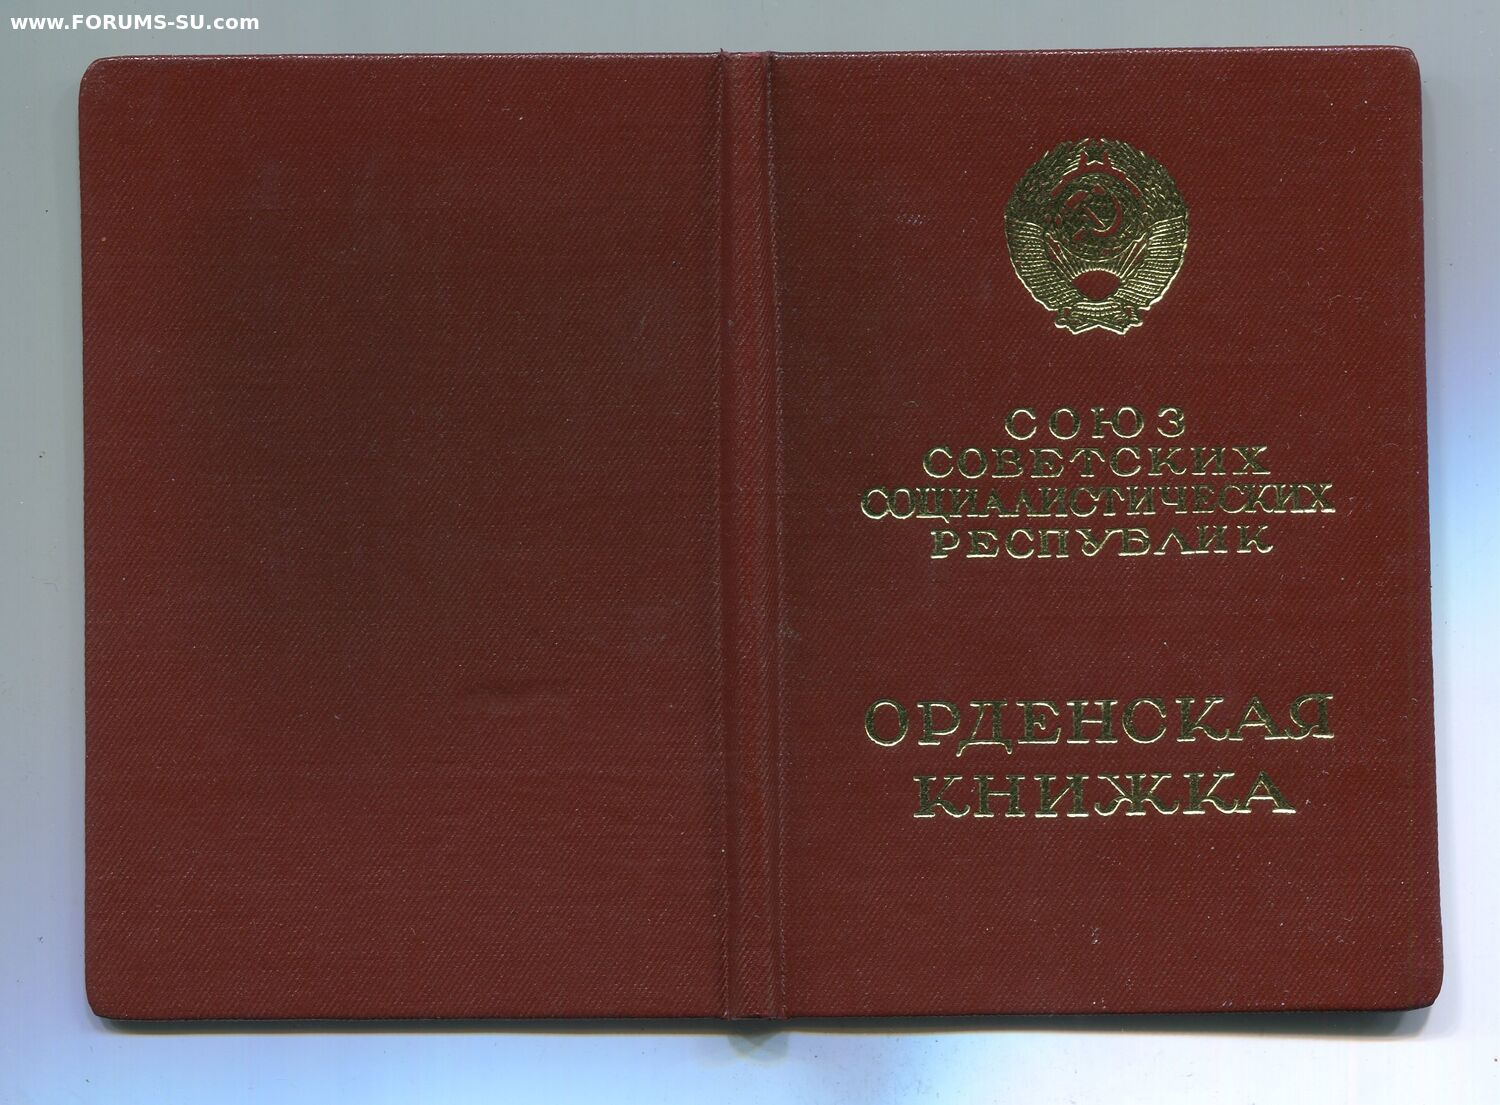 www.FORUMS-SU.com
СОЮЗ
СОВЕТСКИХ
СОЦИАЛИСТИЧЕСКИХ
РЕСПУБЛИК
ОРДЕНСКАЯ
КНИЖКА